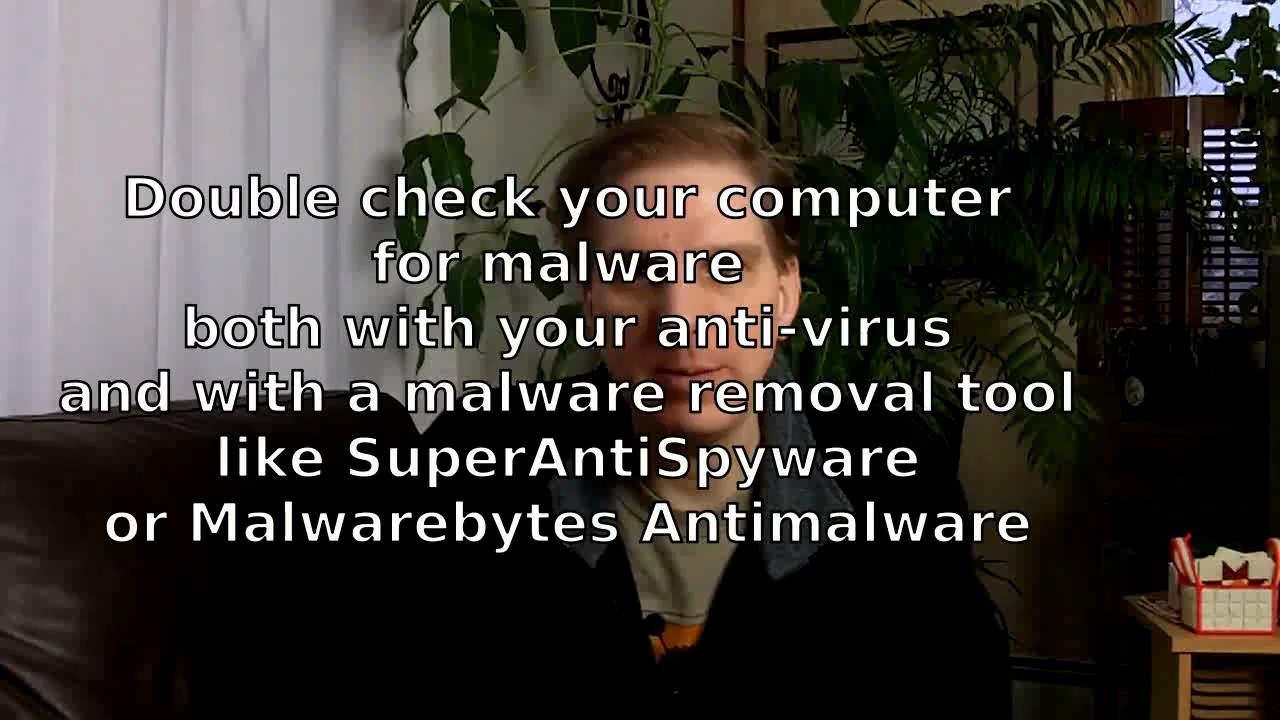 Double check your computer
for malware
both with your anti-virus
and with a malware removal tool
like SuperAntiSpyware
or Malwarebytes Antimalware